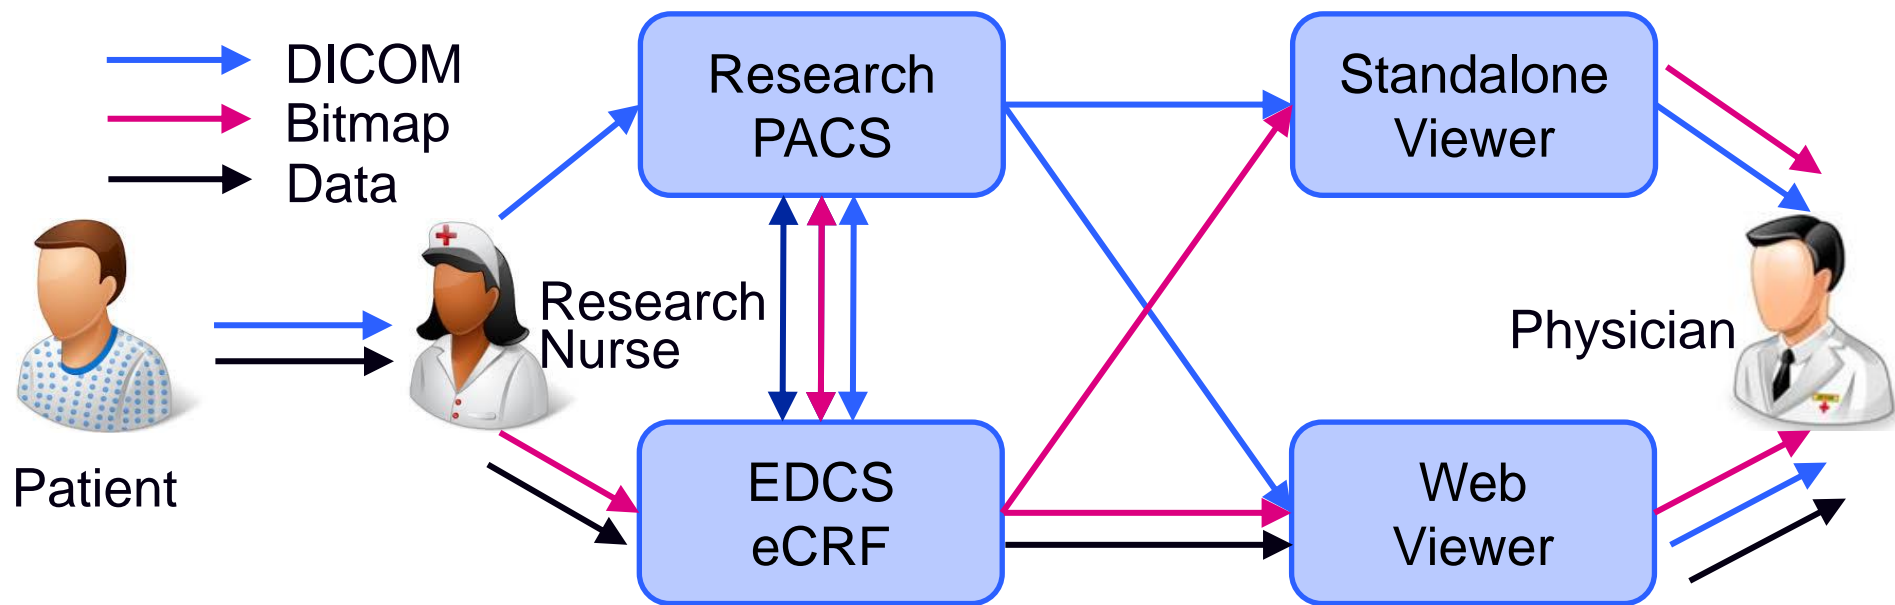 DICOM
Bitmap
Data
Research
PACS
Standalone
Viewer
Research
Nurse
Physician
Patient
EDCS
eCRF
Web
Viewer